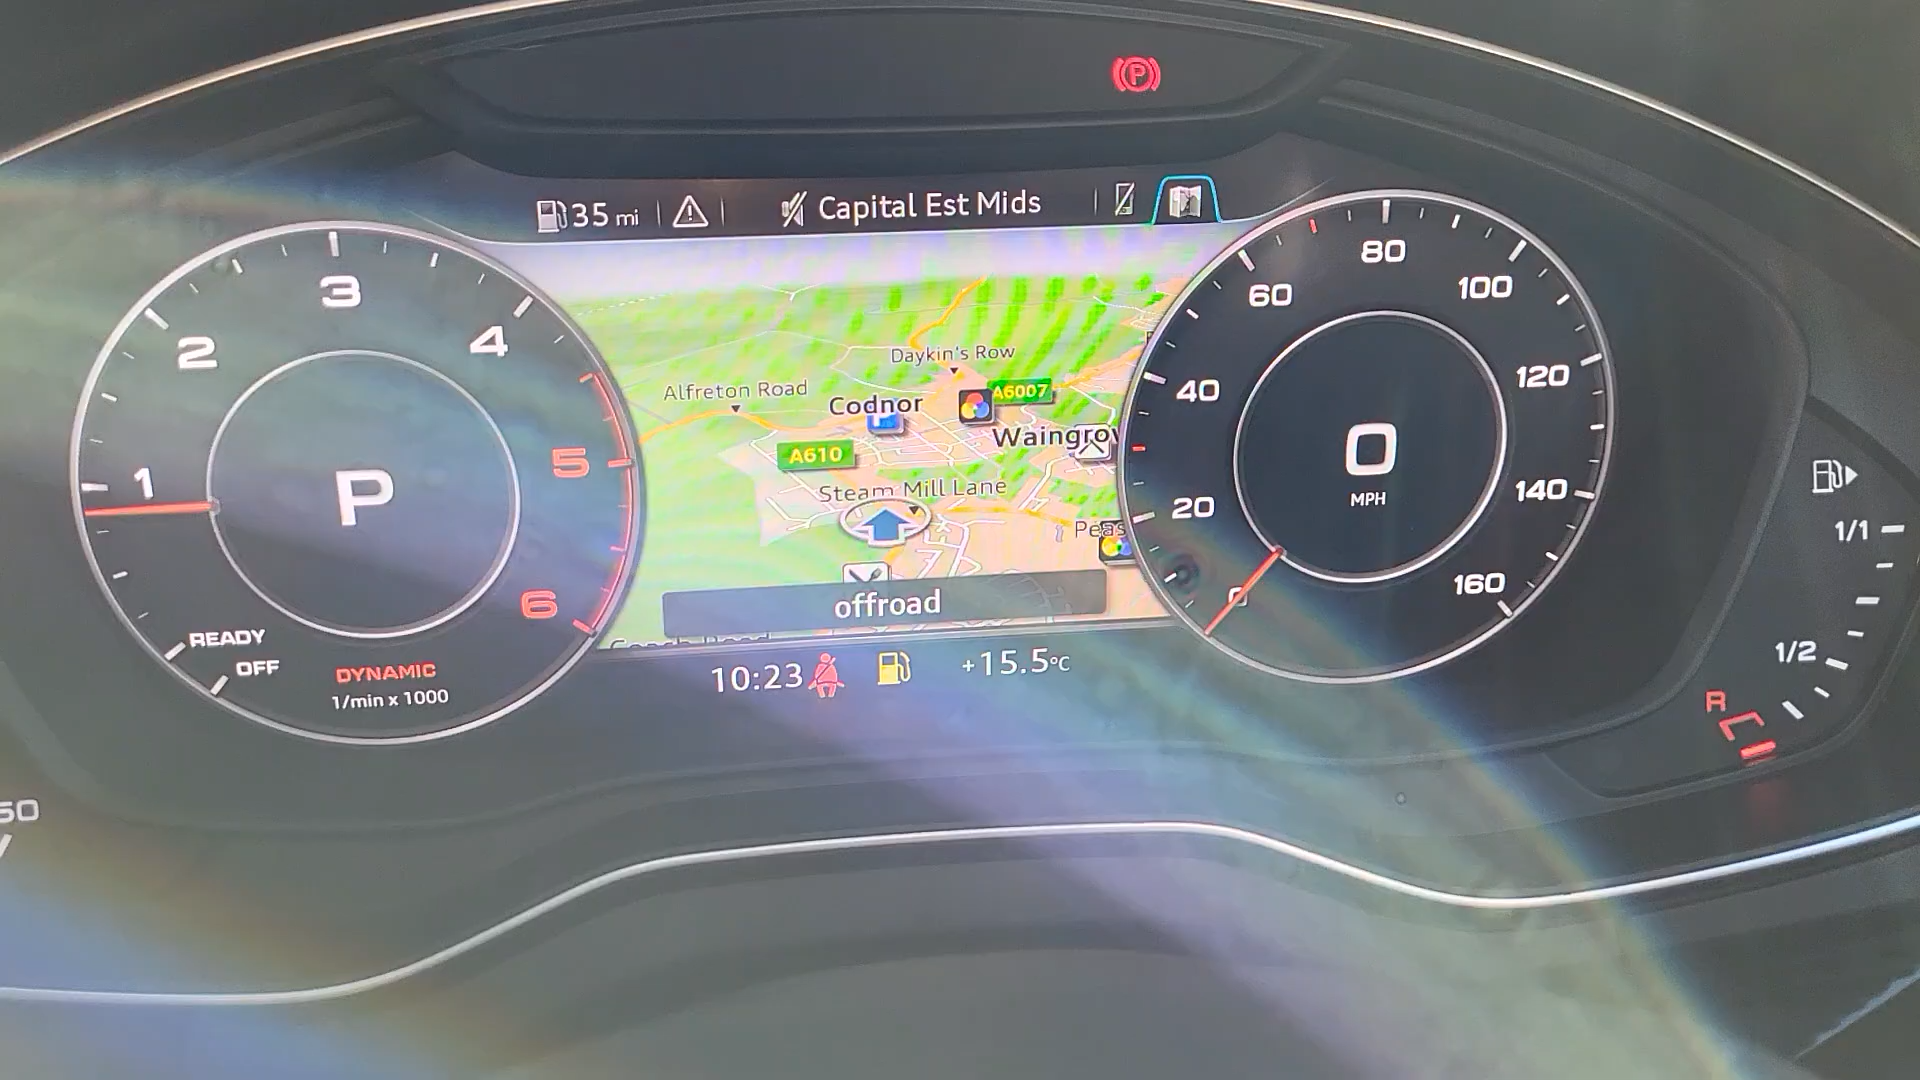 35 mi
Capital Est Mids
1
2
3
4
5
6
P
READY
OFF
DYNAMIC
1/min x 1000
Daykin's Row
Alfreton Road
A6007
Codnor
A610
Steam Mill Lane
offroad
10:23
+15.5°C
0
20
40
60
80
100
120
140
160
0
MPH
1/1
1/2
R
P